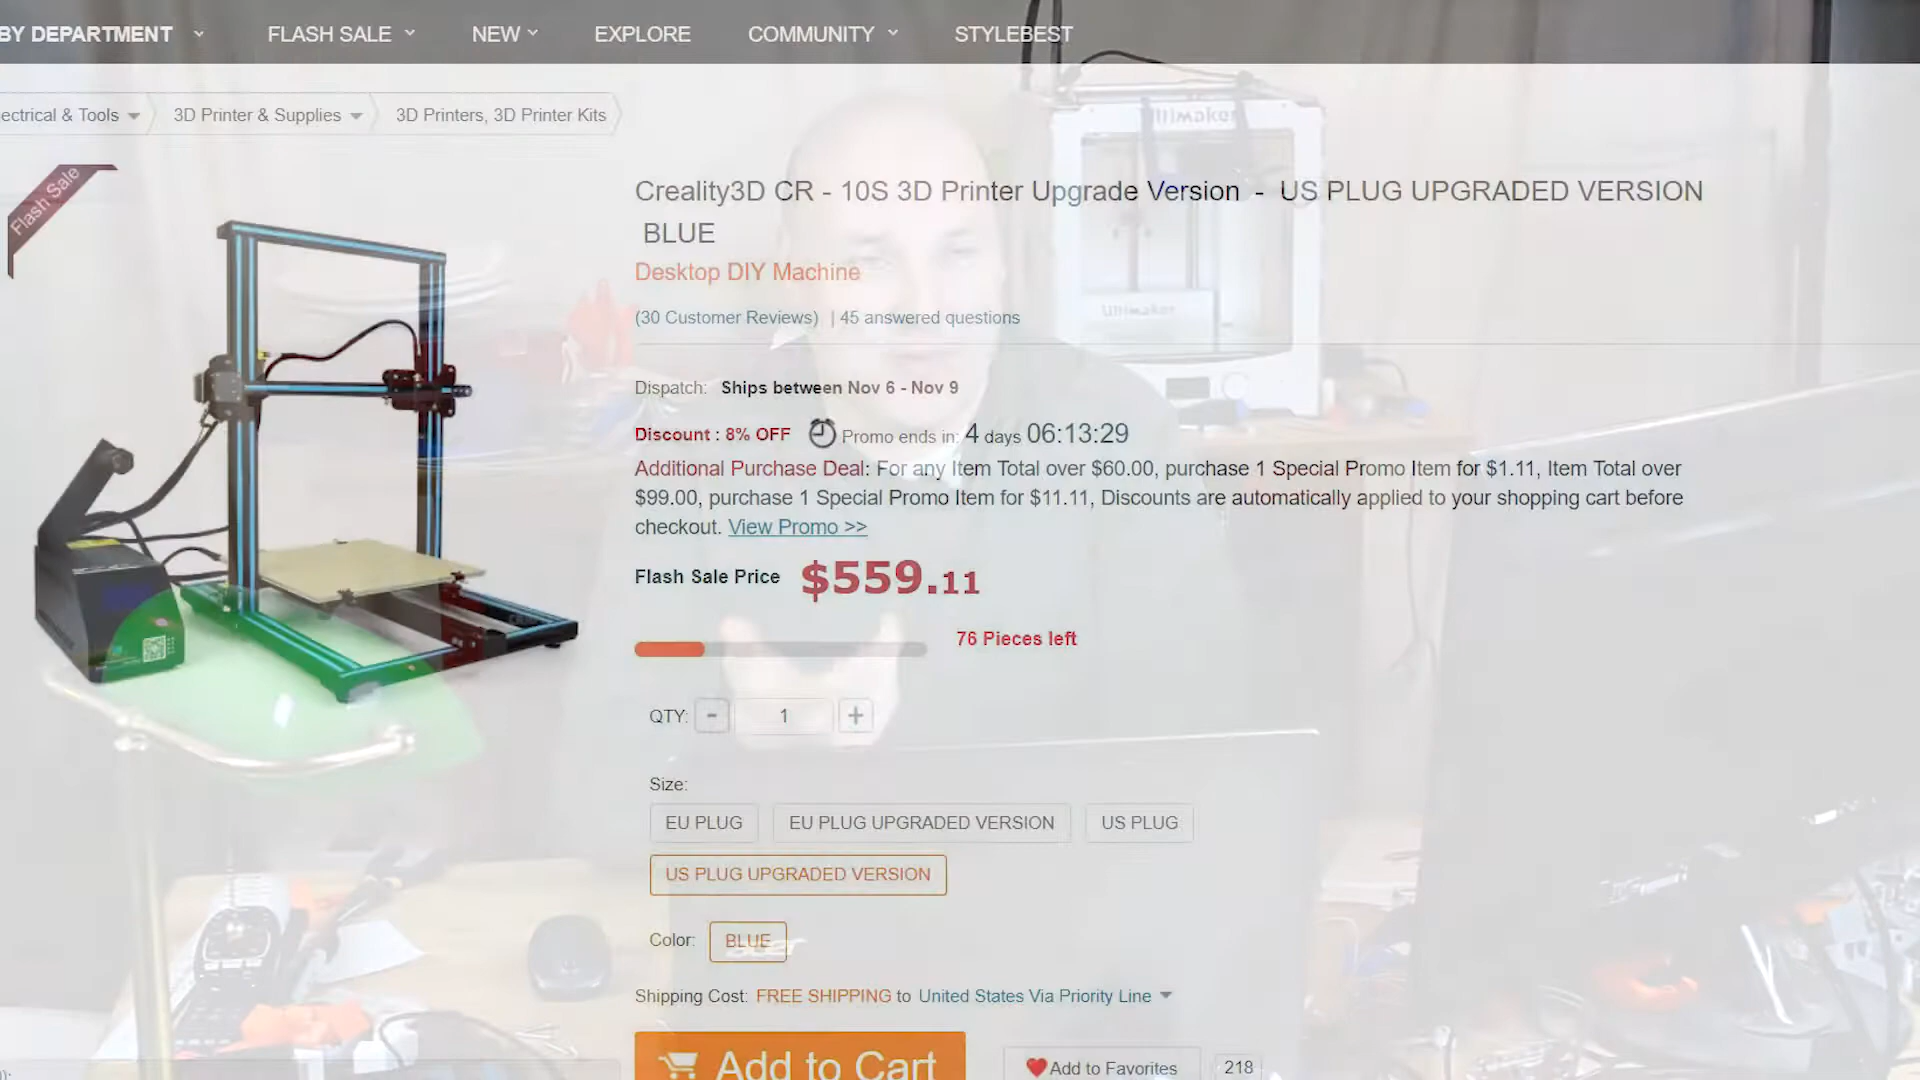 BY DEPARTMENT FLASH SALE NEW EXPLORE COMMUNITY STYLEBEST
ectrical & Tools 3D Printer & Supplies 3D Printers, 3D Printer Kits
Flash Sale
Ultimaker
Creality3D CR - 10S 3D Printer Upgrade Version - US PLUG UPGRADED VERSION
BLUE
Desktop DIY Machine
Ultimaker
(30 Customer Reviews) | 45 answered questions
Dispatch: Ships between Nov 6 - Nov 9
Discount : 8% OFF Promo ends in: 4 days 06:13:29
Additional Purchase Deal: For any Item Total over $60.00, purchase 1 Special Promo Item for $1.11, Item Total over
$99.00, purchase 1 Special Promo Item for $11.11, Discounts are automatically applied to your shopping cart before
checkout. View Promo >>
Flash Sale Price $559.11
76 Pieces left
QTY: - 1 +
Size:
EU PLUG EU PLUG UPGRADED VERSION US PLUG
US PLUG UPGRADED VERSION
Color: BLUE
acer
Shipping Cost: FREE SHIPPING to United States Via Priority Line
Add to Cart Add to Favorites 218